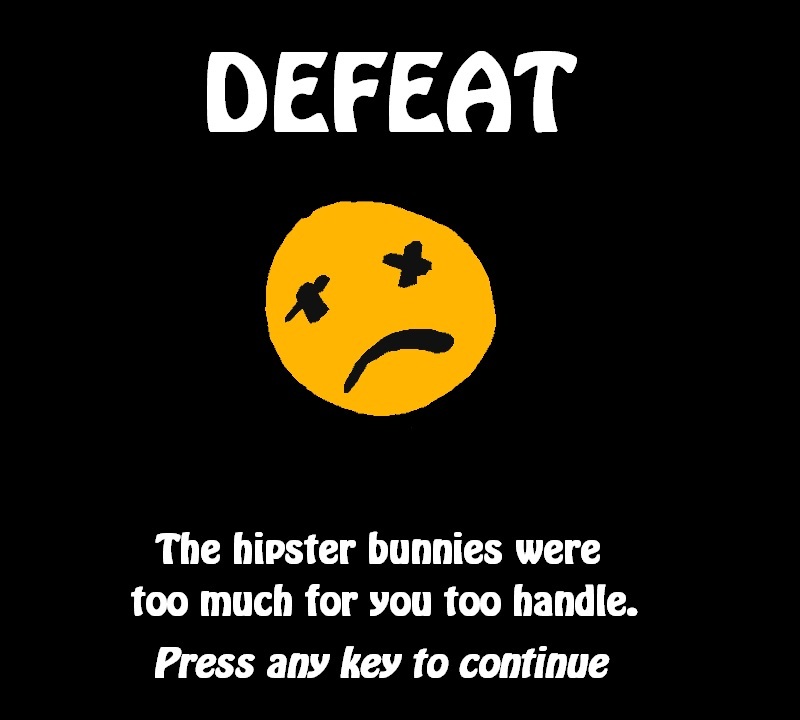 DEFEAT
The hipster bunnies were
too much for you too handle.
Press any key to continue